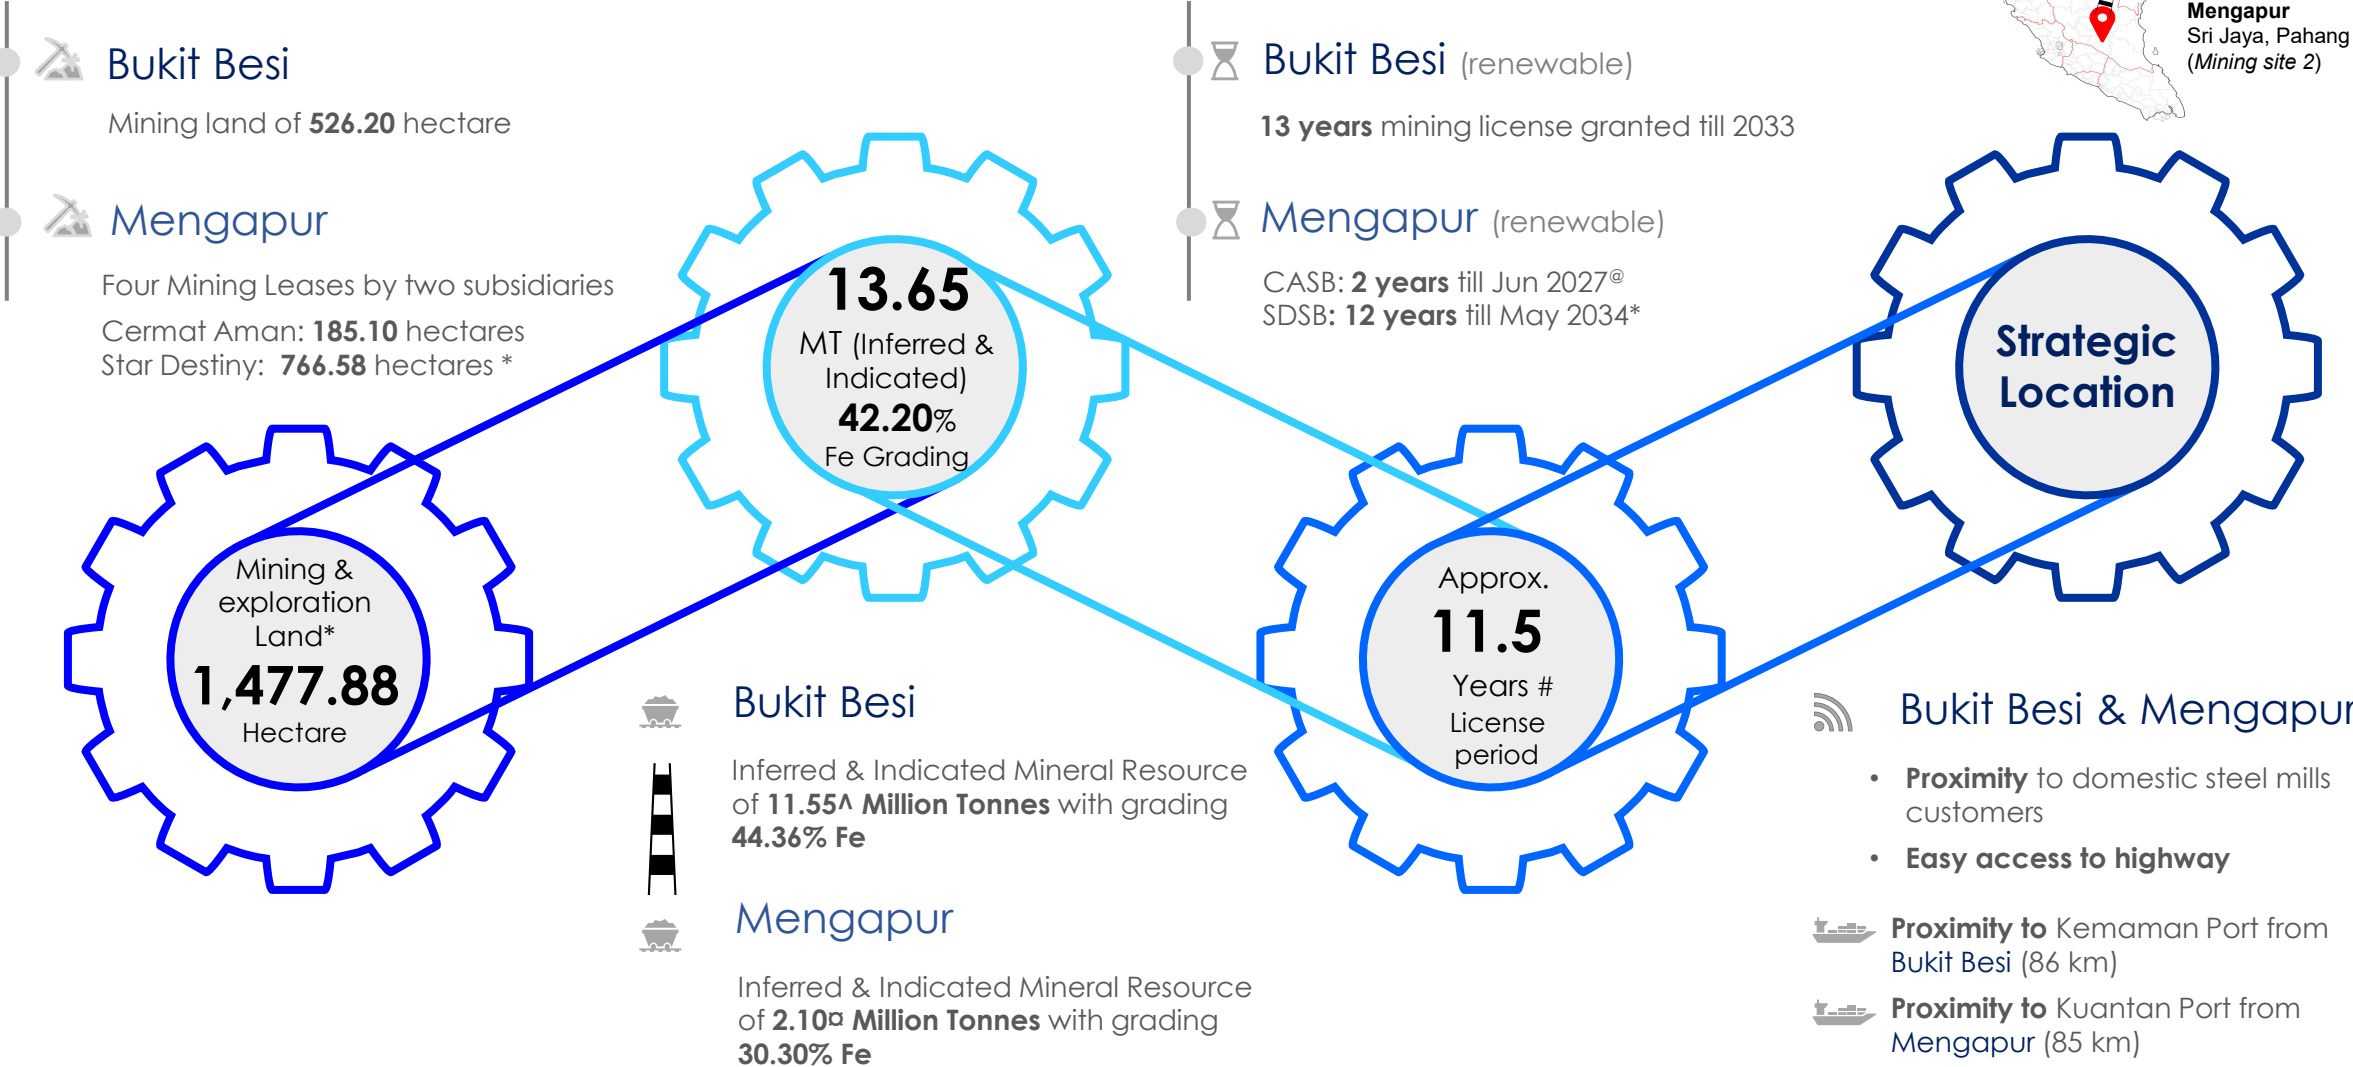 Bukit Besi
Mining land of 526.20 hectare
Mengapur
Four Mining Leases by two subsidiaries
Cermat Aman: 185.10 hectares
Star Destiny: 766.58 hectares *
Mining &
exploration
Land*
1,477.88
Hectare
13.65
MT (Inferred &
Indicated)
42.20%
Fe Grading
Bukit Besi
Inferred & Indicated Mineral Resource
of 11.55^ Million Tonnes with grading
44.36% Fe
Mengapur
Inferred & Indicated Mineral Resource
of 2.10¤ Million Tonnes with grading
30.30% Fe
Bukit Besi (renewable)
13 years mining license granted till 2033
Mengapur (renewable)
CASB: 2 years till Jun 2027@
SDSB: 12 years till May 2034*
Approx.
11.5
Years #
License
period
Mengapur
Sri Jaya, Pahang
(Mining site 2)
Strategic
Location
Bukit Besi & Mengapur
• Proximity to domestic steel mills
customers
• Easy access to highway
Proximity to Kemaman Port from
Bukit Besi (86 km)
Proximity to Kuantan Port from
Mengapur (85 km)